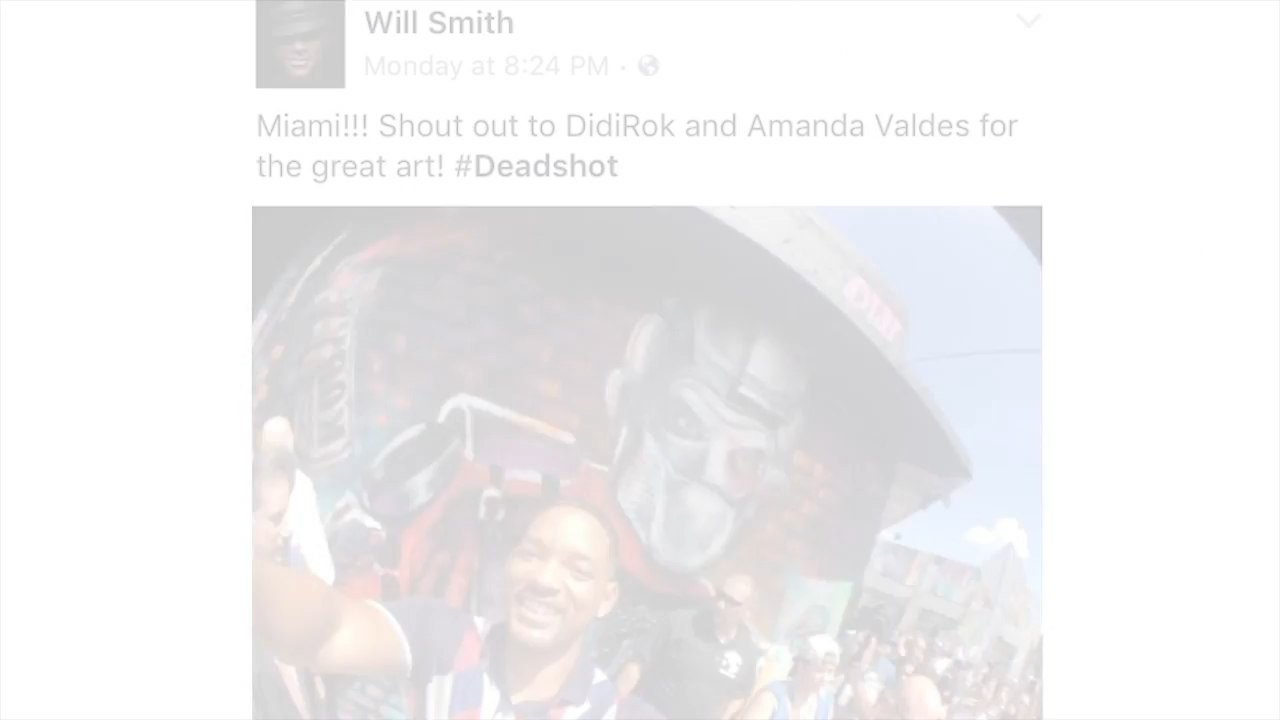 Will Smith
Monday at 8:24 PM ·
Miami!!! Shout out to DidiRok and Amanda Valdes for
the great art! #Deadshot